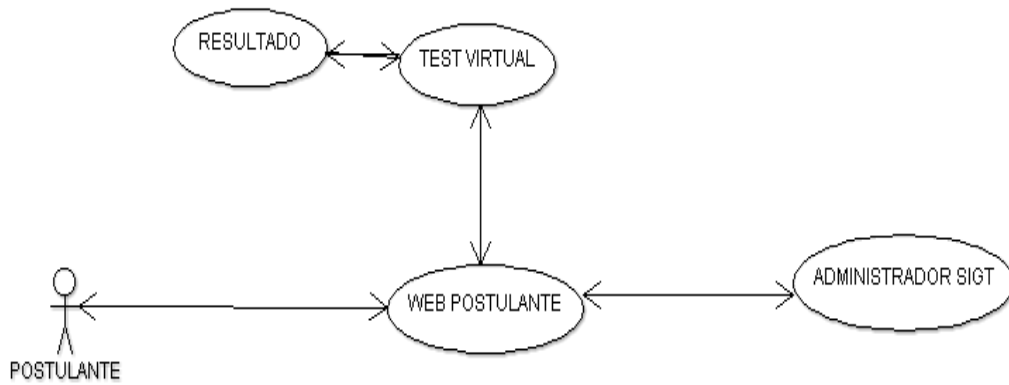 RESULTADO
TEST VIRTUAL
ADMINISTRADOR SIGT
WEB POSTULANTE
POSTULANTE